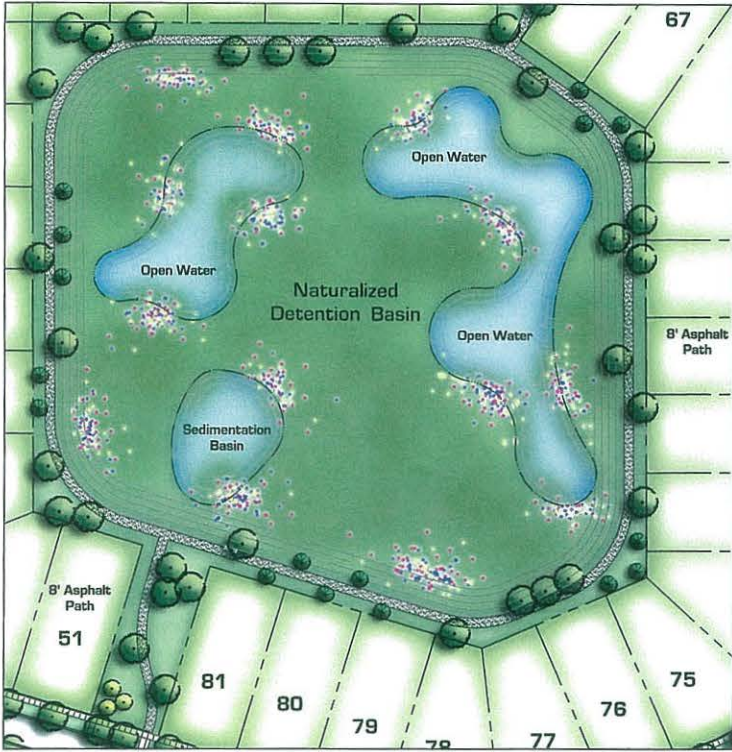 67
Open Water
Open Water
Naturalized
Detention Basin
Open Water
8' Asphalt
Path
Sedimentation
Basin
8' Asphalt
Path
51
81
80
79
78
77
76
75